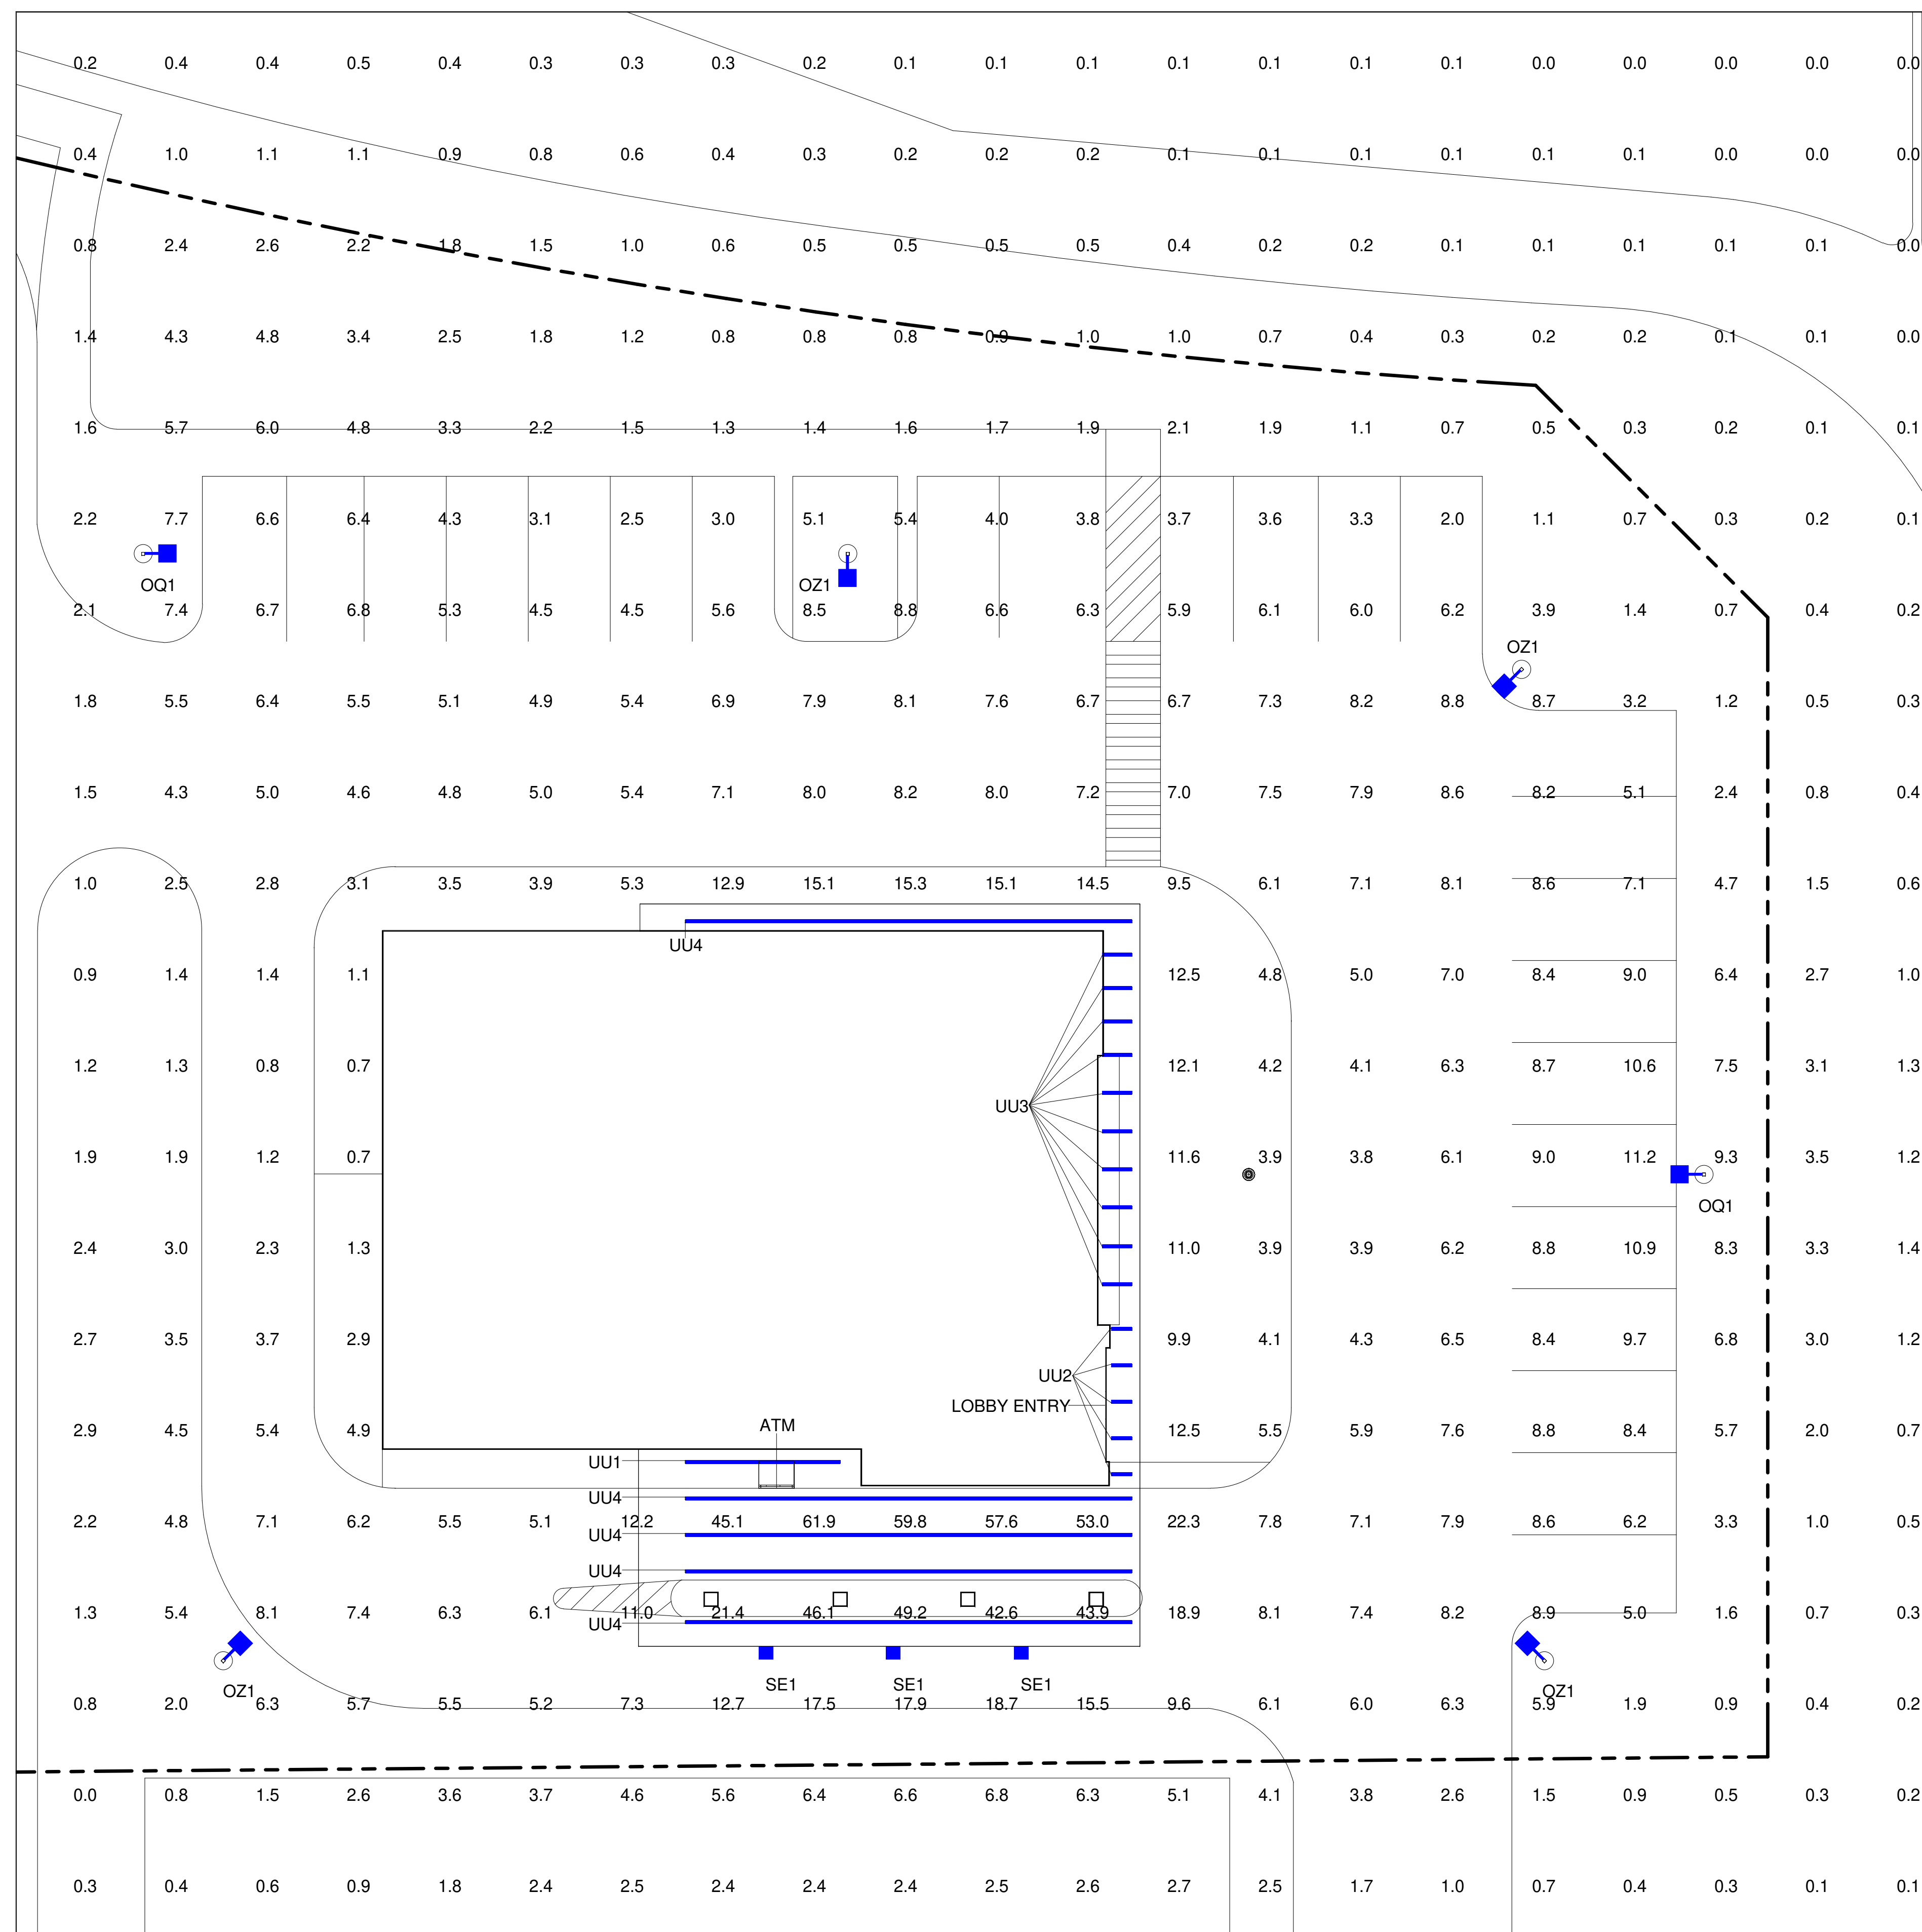 0.2 0.4 0.4 0.5 0.4 0.3 0.3 0.3 0.2 0.1 0.1 0.1 0.1 0.1 0.1 0.1 0.0 0.0 0.0 0.0 0.0
0.4 1.0 1.1 1.1 0.9 0.8 0.6 0.4 0.3 0.2 0.2 0.2 0.1 0.1 0.1 0.1 0.1 0.1 0.0 0.0 0.0
0.8 2.4 2.6 2.2 1.8 1.5 1.0 0.6 0.5 0.5 0.5 0.5 0.4 0.2 0.2 0.1 0.1 0.1 0.1 0.1 0.0
1.4 4.3 4.8 3.4 2.5 1.8 1.2 0.8 0.8 0.8 0.9 1.0 1.0 0.7 0.4 0.3 0.2 0.2 0.1 0.1 0.0
1.6 5.7 6.0 4.8 3.3 2.2 1.5 1.3 1.4 1.6 1.7 1.9 2.1 1.9 1.1 0.7 0.5 0.3 0.2 0.1 0.1
2.2 7.7 6.6 6.4 4.3 3.1 2.5 3.0 5.1 5.4 4.0 3.8 3.7 3.6 3.3 2.0 1.1 0.7 0.3 0.2 0.1
OQ1 OZ1
2.1 7.4 6.7 6.8 5.3 4.5 4.5 5.6 8.5 8.8 6.6 6.3 5.9 6.1 6.0 6.2 3.9 1.4 0.7 0.4 0.2
OZ1
1.8 5.5 6.4 5.5 5.1 4.9 5.4 6.9 7.9 8.1 7.6 6.7 6.7 7.3 8.2 8.8 8.7 3.2 1.2 0.5 0.3
1.5 4.3 5.0 4.6 4.8 5.0 5.4 7.1 8.0 8.2 8.0 7.2 7.0 7.5 7.9 8.6 8.2 5.1 2.4 0.8 0.4
1.0 2.5 2.8 3.1 3.5 3.9 5.3 12.9 15.1 15.3 15.1 14.5 9.5 6.1 7.1 8.1 8.6 7.1 4.7 1.5 0.6
UU4
0.9 1.4 1.4 1.1 12.5 4.8 5.0 7.0 8.4 9.0 6.4 2.7 1.0
1.2 1.3 0.8 0.7 12.1 4.2 4.1 6.3 8.7 10.6 7.5 3.1 1.3
UU3
1.9 1.9 1.2 0.7 11.6 3.9 3.8 6.1 9.0 11.2 9.3 3.5 1.2
OQ1
2.4 3.0 2.3 1.3 11.0 3.9 3.9 6.2 8.8 10.9 8.3 3.3 1.4
2.7 3.5 3.7 2.9 9.9 4.1 4.3 6.5 8.4 9.7 6.8 3.0 1.2
UU2
LOBBY ENTRY
ATM
2.9 4.5 5.4 4.9 12.5 5.5 5.9 7.6 8.8 8.4 5.7 2.0 0.7
UU1
UU4
2.2 4.8 7.1 6.2 5.5 5.1 12.2 45.1 61.9 59.8 57.6 53.0 22.3 7.8 7.1 7.9 8.6 6.2 3.3 1.0 0.5
UU4
UU4
1.3 5.4 8.1 7.4 6.3 6.1 11.0 21.4 46.1 49.2 42.6 43.9 18.9 8.1 7.4 8.2 8.9 5.0 1.6 0.7 0.3
UU4
SE1 SE1 SE1
OZ1 OZ1
0.8 2.0 6.3 5.7 5.5 5.2 7.3 12.7 17.5 17.9 18.7 15.5 9.6 6.1 6.0 6.3 5.9 1.9 0.9 0.4 0.2
0.0 0.8 1.5 2.6 3.6 3.7 4.6 5.6 6.4 6.6 6.8 6.3 5.1 4.1 3.8 2.6 1.5 0.9 0.5 0.3 0.2
0.3 0.4 0.6 0.9 1.8 2.4 2.5 2.4 2.4 2.4 2.5 2.6 2.7 2.5 1.7 1.0 0.7 0.4 0.3 0.1 0.1